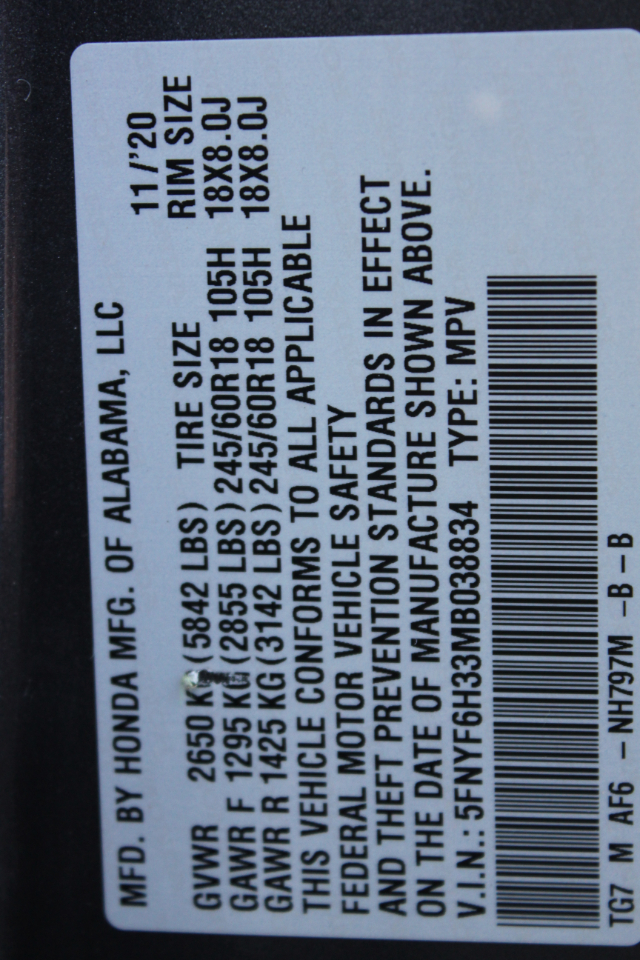 MFD. BY HONDA MFG. OF ALABAMA, LLC 11/'20
GVWR 2650 KG (5842 LBS) TIRE SIZE RIM SIZE
GAWR F 1295 KG (2855 LBS) 245/60R18 105H 18X8.0J
GAWR R 1425 KG (3142 LBS) 245/60R18 105H 18X8.0J
THIS VEHICLE CONFORMS TO ALL APPLICABLE
FEDERAL MOTOR VEHICLE SAFETY
AND THEFT PREVENTION STANDARDS IN EFFECT
ON THE DATE OF MANUFACTURE SHOWN ABOVE.
V.I.N.: 5FNYF6H33MB038834 TYPE: MPV
TG7 M AF6 – NH797M –B–B